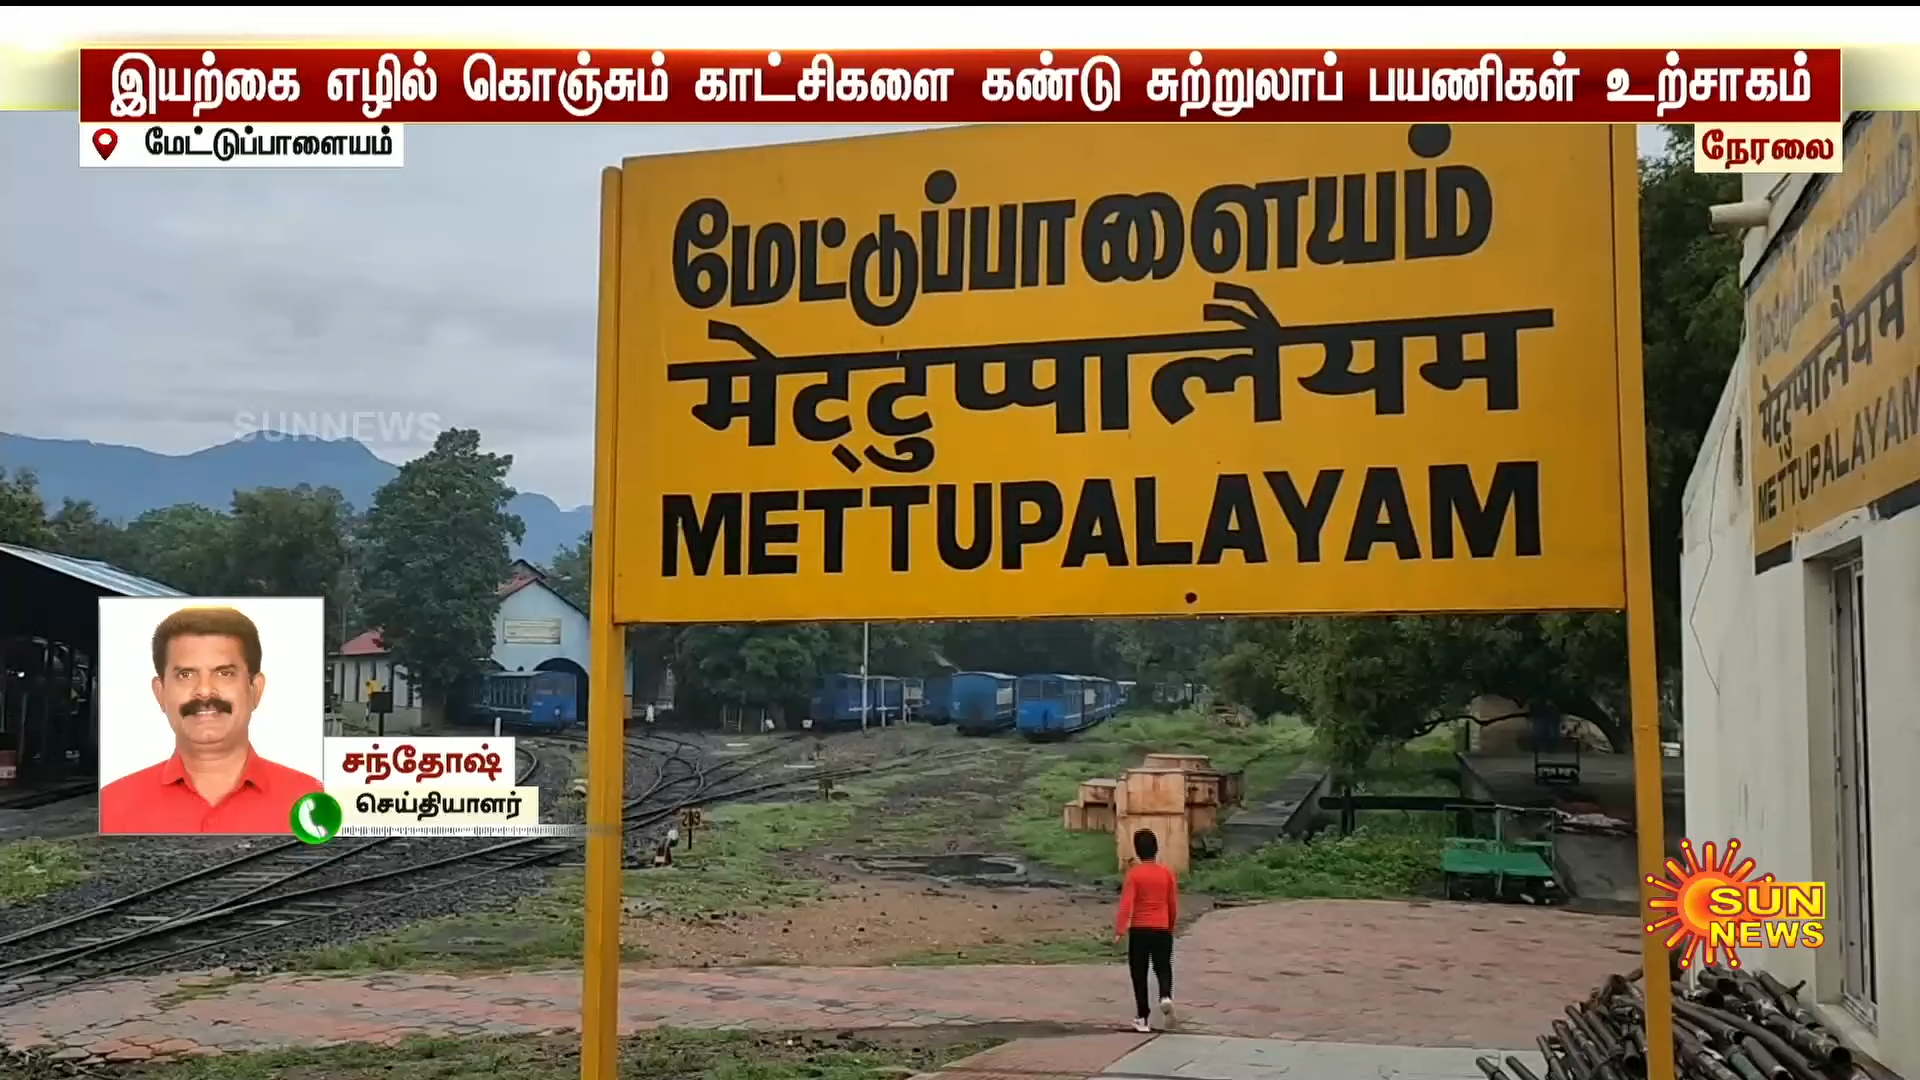 இயற்கை எழில் கொஞ்சும் காட்சிகளை கண்டு சுற்றுலாப் பயணிகள் உற்சாகம்
மேட்டுப்பாளையம்
நேரலை
மேட்டுப்பாளையம்
मेट्टुप्पालैयम
METTUPALAYAM
மேட்டுப்பாளையம்
मेट्टुप्पालैयम
METTUPALAYAM
SUNNEWS
சந்தோஷ்
செய்தியாளர்
SUN
NEWS